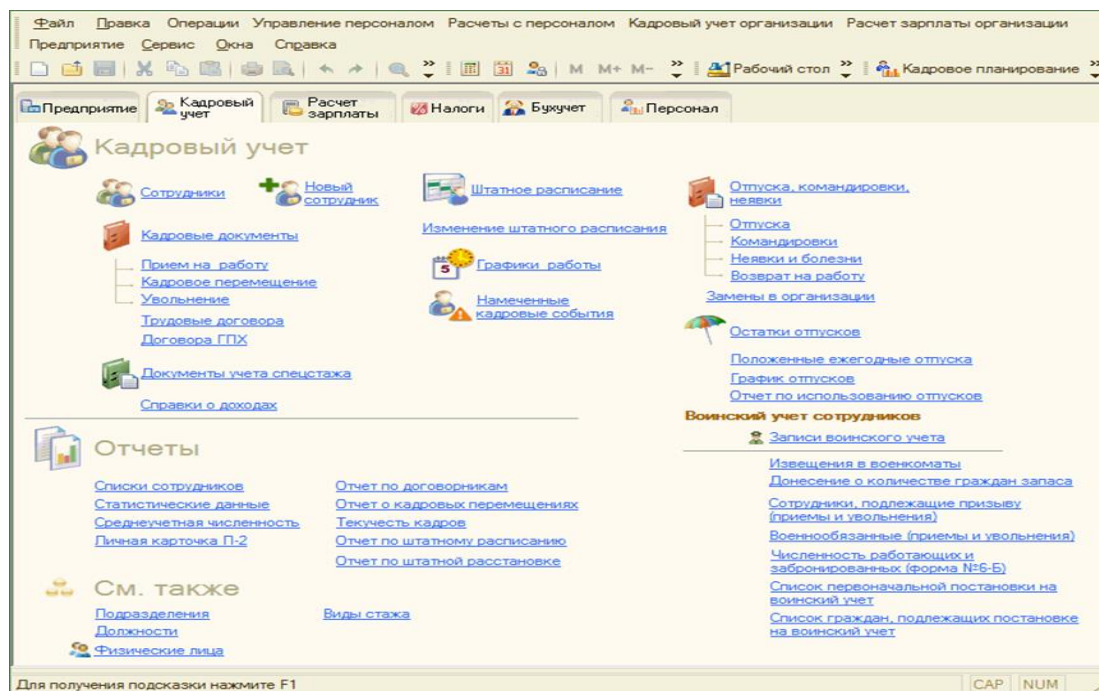 Файл Правка Операции Управление персоналом Расчеты с персоналом Кадровый учет организации Расчет зарплаты организации
Предприятие Сервис Окна Справка
31 M M+ M- Рабочий стол Кадровое планирование
Предприятие
Кадровый учет
Расчет зарплаты
Налоги
Бухучет
Персонал
Кадровый учет
Сотрудники
Новый
сотрудник
Кадровые документы
Прием на работу
Кадровое перемещение
Увольнение
Трудовые договора
Договора ГПХ
Документы учета спецстажа
Справки о доходах
Штатное расписание
Изменение штатного расписания
5 Графики работы
Намеченные
кадровые события
Отпуска, командировки,
неявки
Отпуска
Командировки
Неявки и болезни
Возврат на работу
Замены в организации
Остатки отпусков
Положенные ежегодные отпуска
График отпусков
Отчет по использованию отпусков
Воинский учет сотрудников
Записи воинского учета
Извещения в военкоматы
Донесение о количестве граждан запаса
Сотрудники, подлежащие призыву
(приемы и увольнения)
Военнообязанные (приемы и увольнения)
Численность работающих и
забронированных (форма №6-Б)
Список первоначальной постановки на
воинский учет
Список граждан, подлежащих постановке
на воинский учет
Отчеты
Списки сотрудников
Статистические данные
Среднеучетная численность
Личная карточка П-2
Отчет по договорникам
Отчет о кадровых перемещениях
Текучесть кадров
Отчет по штатному расписанию
Отчет по штатной расстановке
См. также
Подразделения
Должности
Физические лица
Виды стажа
Для получения подсказки нажмите F1
CAP NUM